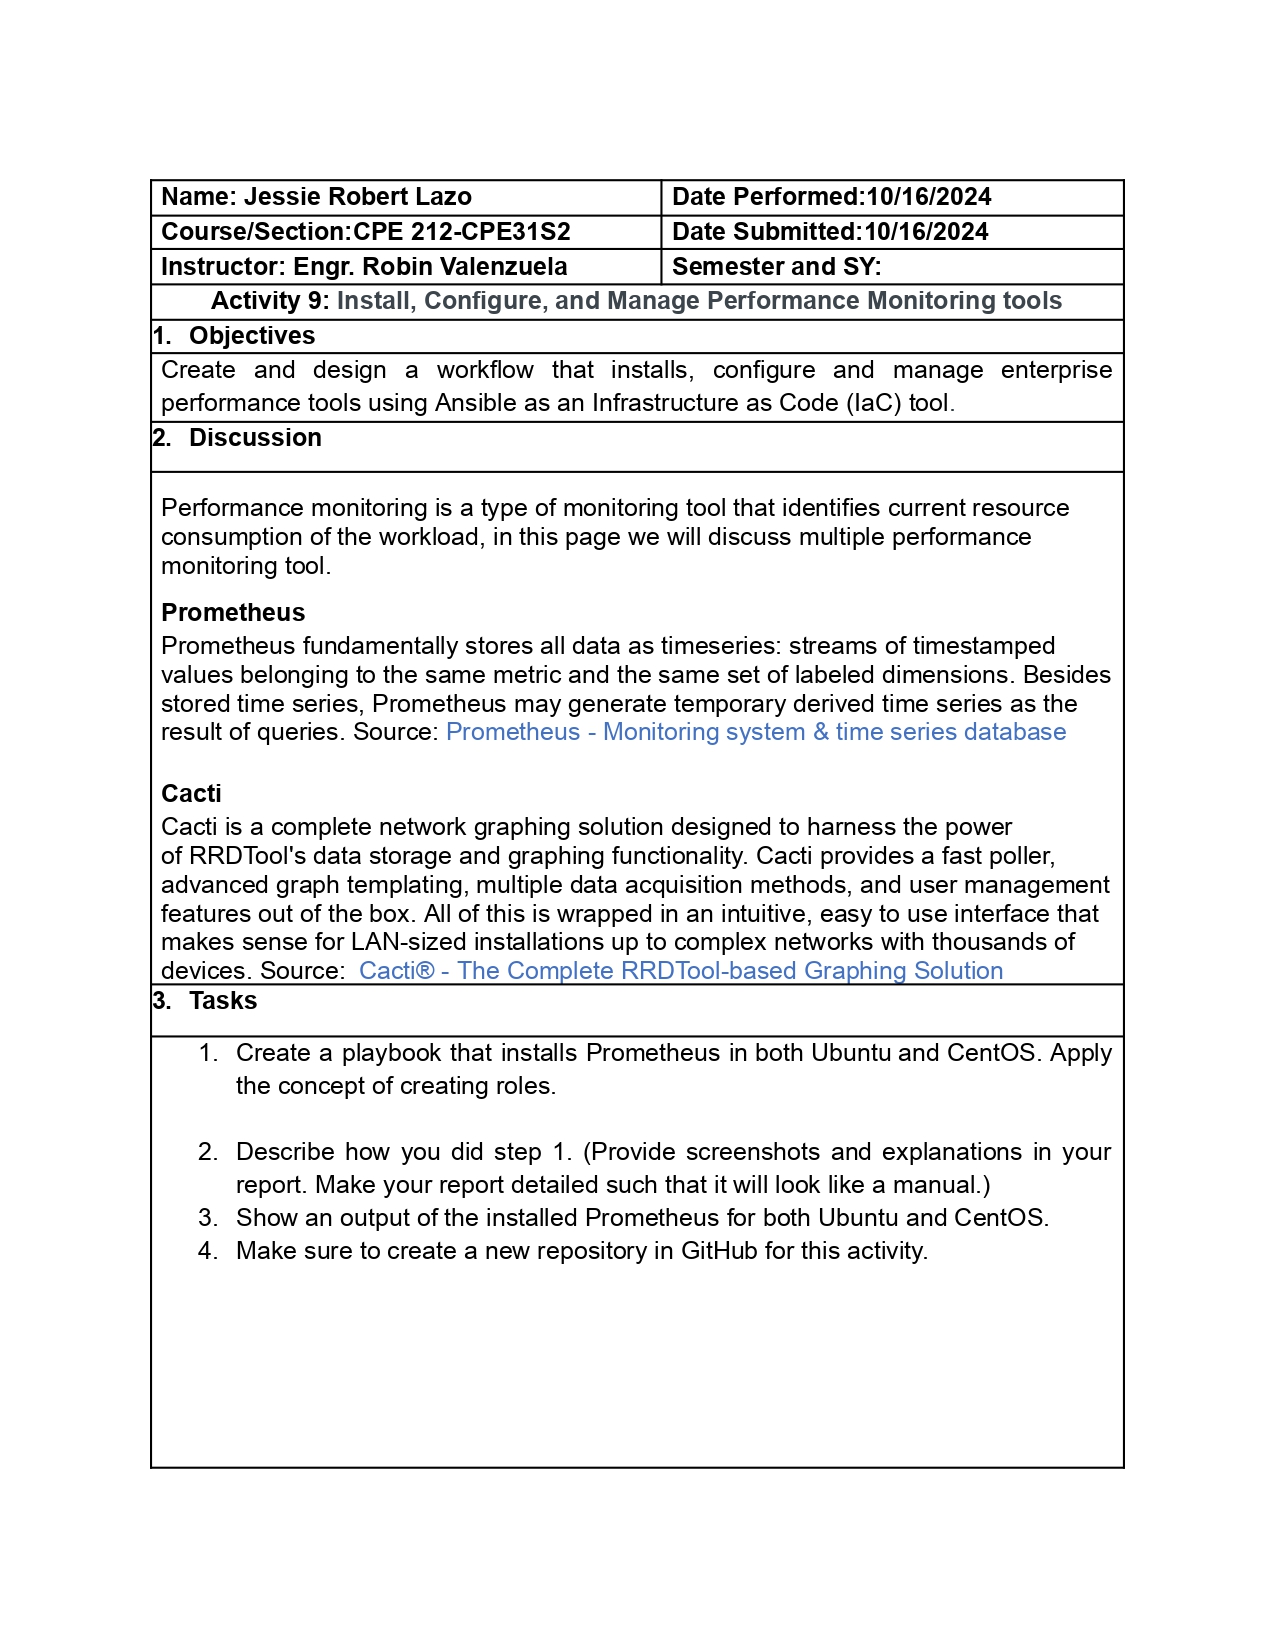 Name: Jessie Robert Lazo
Date Performed:10/16/2024
Course/Section:CPE 212-CPE31S2
Date Submitted:10/16/2024
Instructor: Engr. Robin Valenzuela
Semester and SY:
Activity 9: Install, Configure, and Manage Performance Monitoring tools
1. Objectives
Create and design a workflow that installs, configure and manage enterprise
performance tools using Ansible as an Infrastructure as Code (IaC) tool.
2. Discussion
Performance monitoring is a type of monitoring tool that identifies current resource
consumption of the workload, in this page we will discuss multiple performance
monitoring tool.
Prometheus
Prometheus fundamentally stores all data as timeseries: streams of timestamped
values belonging to the same metric and the same set of labeled dimensions. Besides
stored time series, Prometheus may generate temporary derived time series as the
result of queries. Source: Prometheus - Monitoring system & time series database
Cacti
Cacti is a complete network graphing solution designed to harness the power
of RRDTool's data storage and graphing functionality. Cacti provides a fast poller,
advanced graph templating, multiple data acquisition methods, and user management
features out of the box. All of this is wrapped in an intuitive, easy to use interface that
makes sense for LAN-sized installations up to complex networks with thousands of
devices. Source: Cacti® - The Complete RRDTool-based Graphing Solution
3. Tasks
1. Create a playbook that installs Prometheus in both Ubuntu and CentOS. Apply
the concept of creating roles.
2. Describe how you did step 1. (Provide screenshots and explanations in your
report. Make your report detailed such that it will look like a manual.)
3. Show an output of the installed Prometheus for both Ubuntu and CentOS.
4. Make sure to create a new repository in GitHub for this activity.